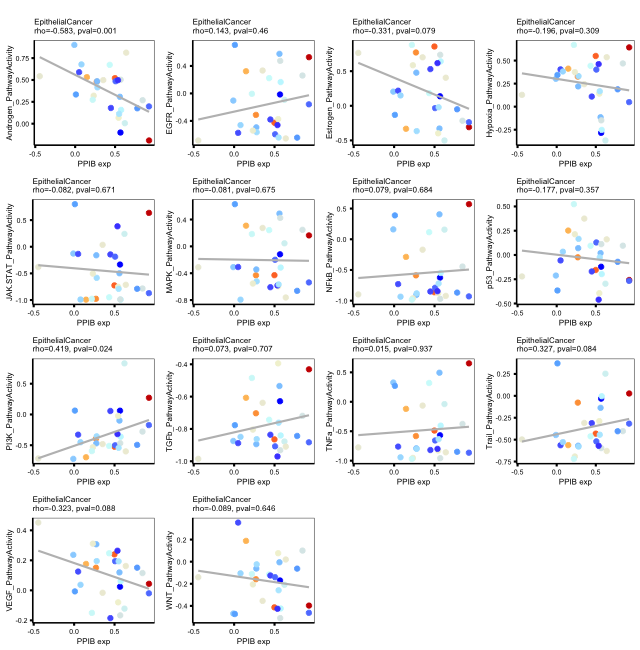 EpithelialCancer
rho=-0.583, pval=0.001
EpithelialCancer
rho=0.143, pval=0.46
EpithelialCancer
rho=-0.331, pval=0.079
EpithelialCancer
rho=-0.196, pval=0.309
Androgen_PathwayActivity
0.75
0.50
0.25
0.00
-0.5
0.0
0.5
PPIB exp
EGFR_PathwayActivity
0.8
0.4
0.0
-0.4
-0.5
0.0
0.5
PPIB exp
Estrogen_PathwayActivity
0.5
0.0
-0.5
-0.5
0.0
0.5
PPIB exp
Hypoxia_PathwayActivity
0.50
0.25
0.00
-0.25
-0.5
0.0
0.5
PPIB exp
EpithelialCancer
rho=-0.082, pval=0.671
EpithelialCancer
rho=-0.081, pval=0.675
EpithelialCancer
rho=0.079, pval=0.684
EpithelialCancer
rho=-0.177, pval=0.357
JAK.STAT_PathwayActivity
0.5
0.0
-0.5
-1.0
-0.5
0.0
0.5
PPIB exp
MAPK_PathwayActivity
0.4
0.0
-0.4
-0.8
-0.5
0.0
0.5
PPIB exp
NFkB_PathwayActivity
0.5
0.0
-0.5
-1.0
-0.5
0.0
0.5
PPIB exp
p53_PathwayActivity
0.50
0.25
0.00
-0.25
-0.50
-0.5
0.0
0.5
PPIB exp
EpithelialCancer
rho=0.419, pval=0.024
EpithelialCancer
rho=0.073, pval=0.707
EpithelialCancer
rho=0.015, pval=0.937
EpithelialCancer
rho=0.327, pval=0.084
PI3K_PathwayActivity
0.5
0.0
-0.5
-0.5
0.0
0.5
PPIB exp
TGFb_PathwayActivity
-0.4
-0.6
-0.8
-1.0
-0.5
0.0
0.5
PPIB exp
TNFa_PathwayActivity
0.5
0.0
-0.5
-1.0
-0.5
0.0
0.5
PPIB exp
Trail_PathwayActivity
0.25
0.00
-0.25
-0.50
-0.75
-0.5
0.0
0.5
PPIB exp
EpithelialCancer
rho=-0.323, pval=0.088
EpithelialCancer
rho=-0.089, pval=0.646
VEGF_PathwayActivity
0.4
0.2
0.0
-0.2
-0.5
0.0
0.5
PPIB exp
WNT_PathwayActivity
0.2
0.0
-0.2
-0.4
-0.5
0.0
0.5
PPIB exp